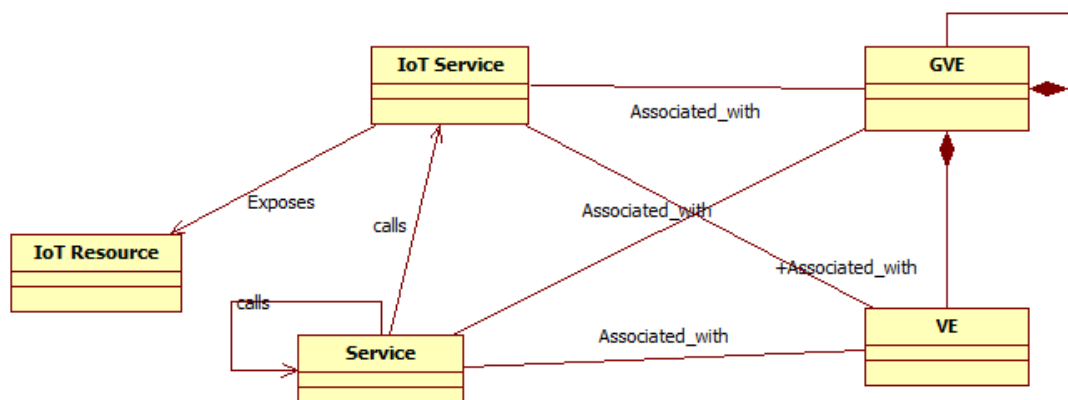 IoT Service
GVE
Associated_with
Exposes
calls
Associated_with
IoT Resource
+Associated_with
calls
VE
Associated_with
Service